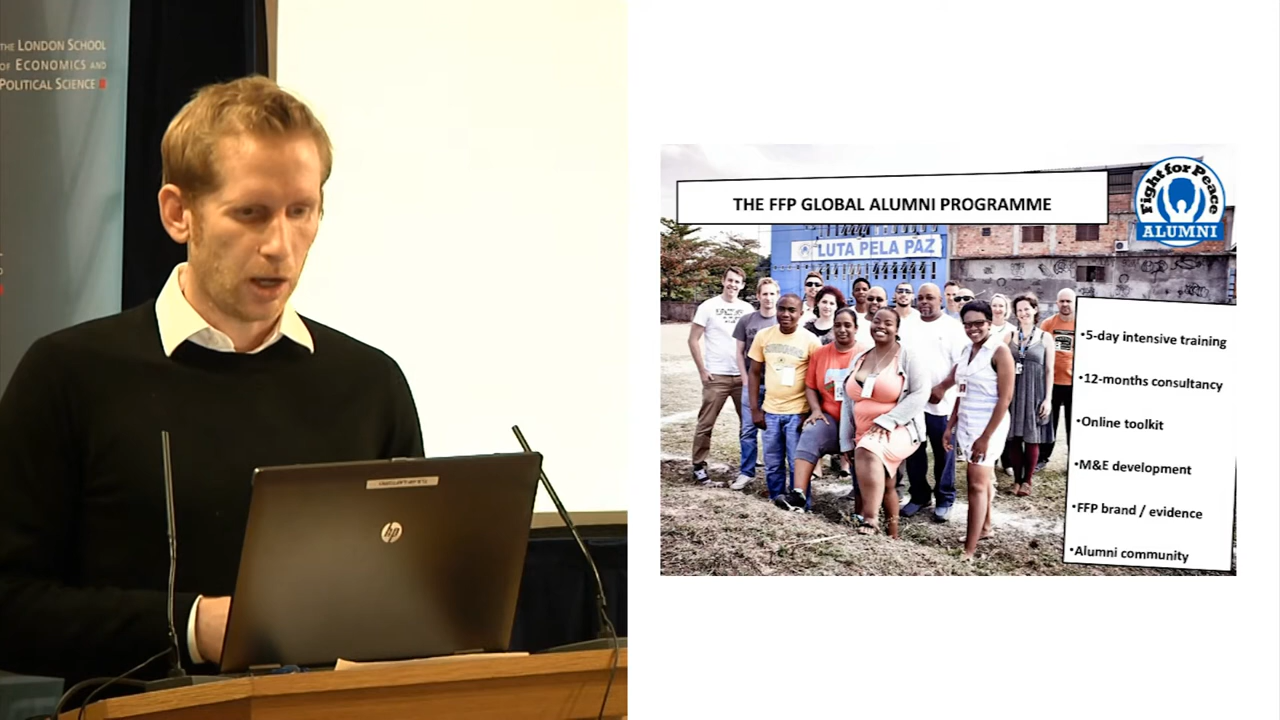 THE LONDON SCHOOL
OF ECONOMICS AND
POLITICAL SCIENCE
hp
THE FFP GLOBAL ALUMNI PROGRAMME
Fight for Peace
ALUMNI
LUTA PELA PAZ
•5-day intensive training
•12-months consultancy
•Online toolkit
•M&E development
•FFP brand / evidence
•Alumni community